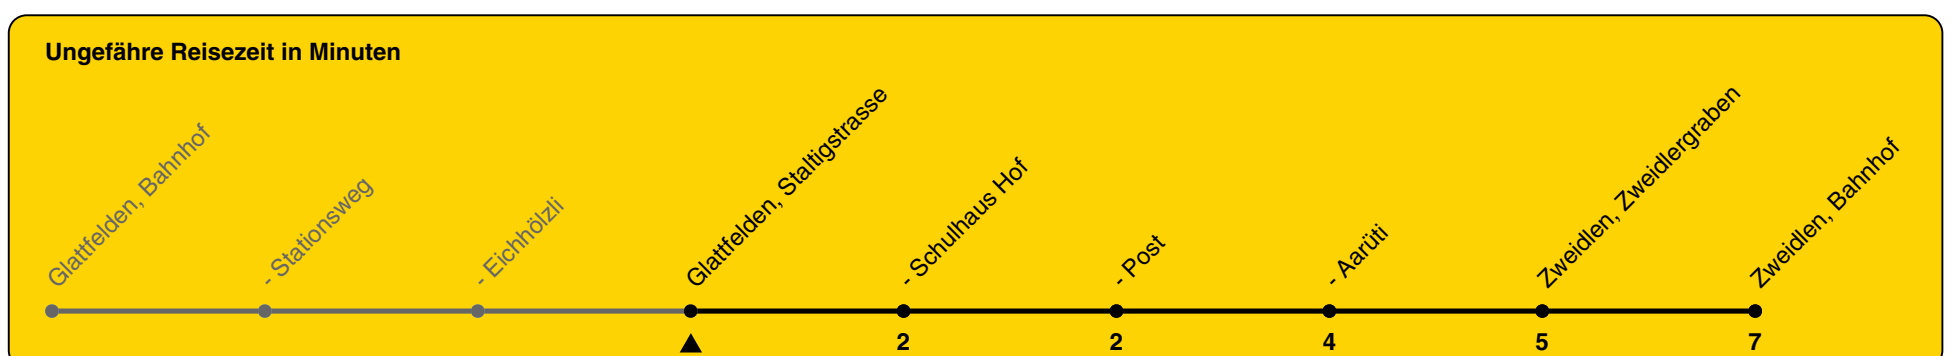 Ungefähre Reisezeit in Minuten
Glattfelden, Bahnhof
- Stationsweg
- Eichhölzli
Glattfelden, Staltigstrasse
- Schulhaus Hof
- Post
- Aarüti
Zweidlen, Zweidlergraben
Zweidlen, Bahnhof
2 2 4 5 7